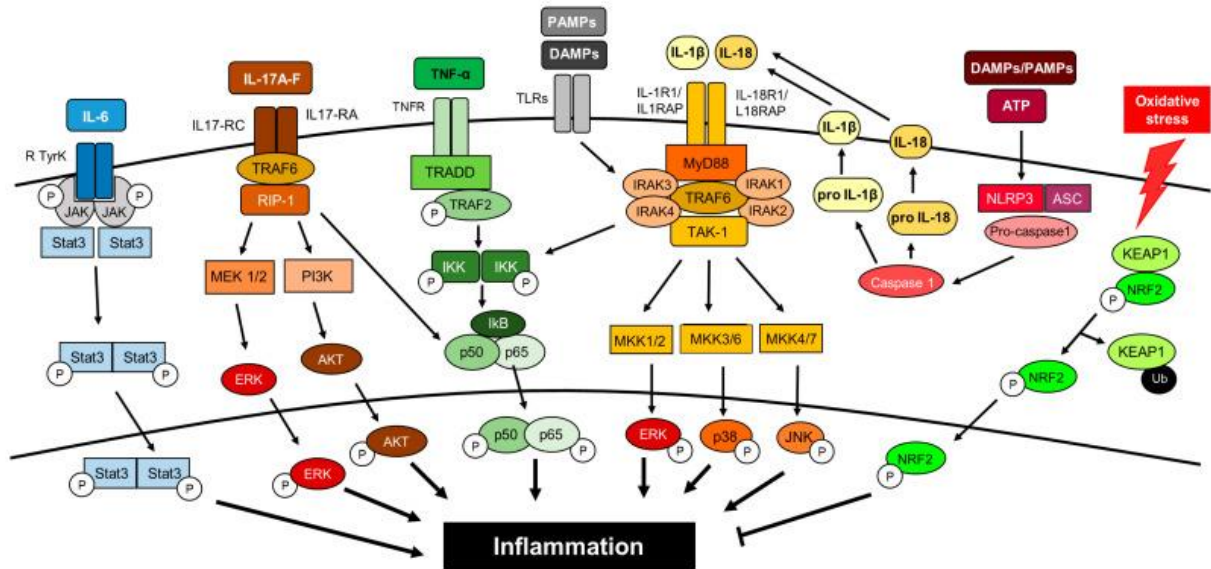 PAMPs
DAMPs
IL-1β
IL-18
DAMPs/PAMPs
ATP
Oxidative
stress
IL-17A-F
TNF-α
IL-6
IL17-RC
IL17-RA
TNFR
TLRs
IL-1R1/
IL1RAP
IL-18R1/
L18RAP
IL-1β
IL-18
R TyrK
P
P
JAK
JAK
Stat3
Stat3
TRAF6
RIP-1
TRADD
TRAF2
P
MyD88
IRAK3
IRAK1
TRAF6
IRAK4
IRAK2
TAK-1
pro IL-1β
pro IL-18
NLRP3
ASC
Pro-caspase1
Caspase 1
KEAP1
NRF2
P
MEK 1/2
PI3K
IKK
IKK
P
P
IkB
p50
p65
MKK1/2
MKK3/6
MKK4/7
KEAP1
Ub
NRF2
P
Stat3
Stat3
P
P
ERK
AKT
Stat3
Stat3
P
P
ERK
P
AKT
P
p50
p65
P
P
ERK
P
p38
P
JNK
P
NRF2
P
Inflammation